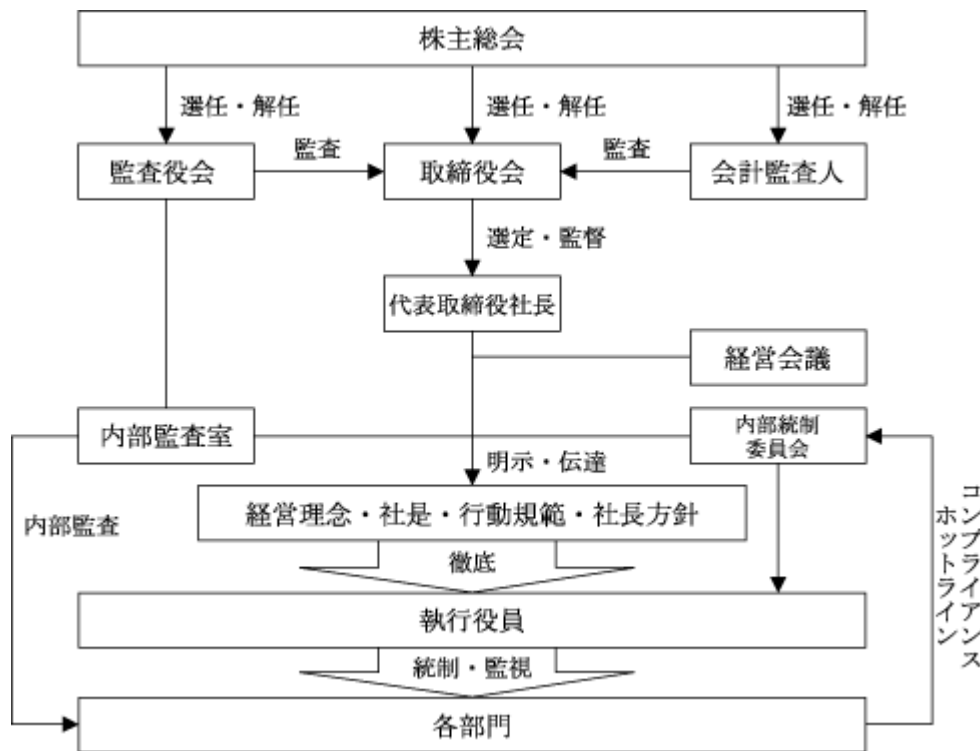 株主総会
選任・解任
選任・解任
選任・解任
監査
監査
監査役会
取締役会
会計監査人
選定・監督
代表取締役社長
経営会議
内部監査室
内部統制
委員会
明示・伝達
経営理念・社是・行動規範・社長方針
内部監査
コンプライアンス
ホットライン
徹底
執行役員
統制・監視
各部門